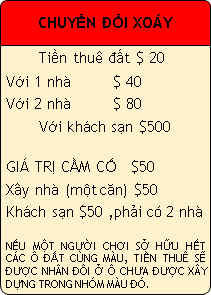 CHUYỂN ĐỔI XOÁY
Tiền thuê đất $ 20
Với 1 nhà $ 40
Với 2 nhà $ 80
Với khách sạn $500
GIÁ TRỊ CẦM CỐ $50
Xây nhà (một căn) $50
Khách sạn $50 ,phải có 2 nhà
NẾU MỘT NGƯỜI CHƠI SỞ HỮU HẾT
CÁC Ô ĐẤT CÙNG MÀU, TIỀN THUÊ SẼ
ĐƯỢC NHÂN ĐÔI Ở Ô CHƯA ĐƯỢC XÂY
DỰNG TRONG NHÓM MÀU ĐÓ.